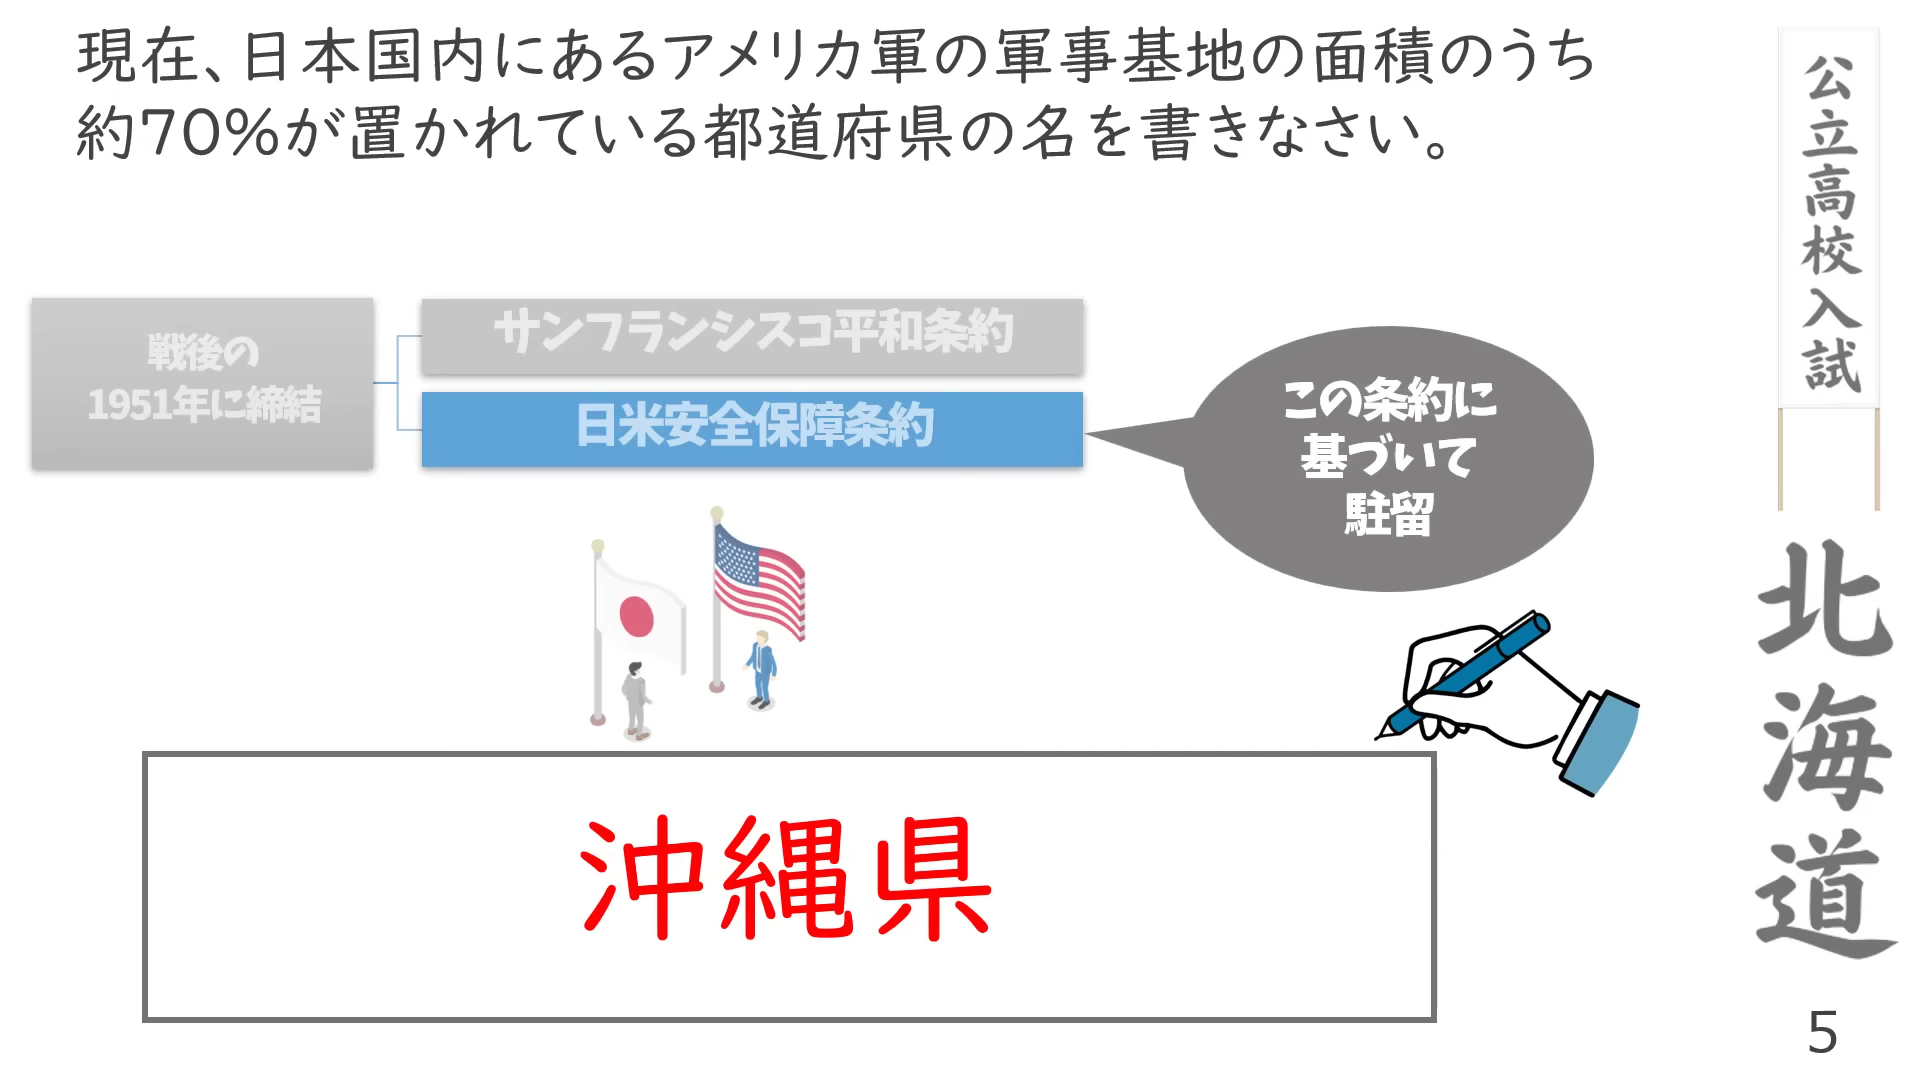 現在、日本国内にあるアメリカ軍の軍事基地の面積のうち
約70%が置かれている都道府県の名を書きなさい。
戦後の
1951年に締結
サンフランシスコ平和条約
日米安全保障条約
この条約に
基づいて
駐留
沖縄県
公立高校入試
北海道
5